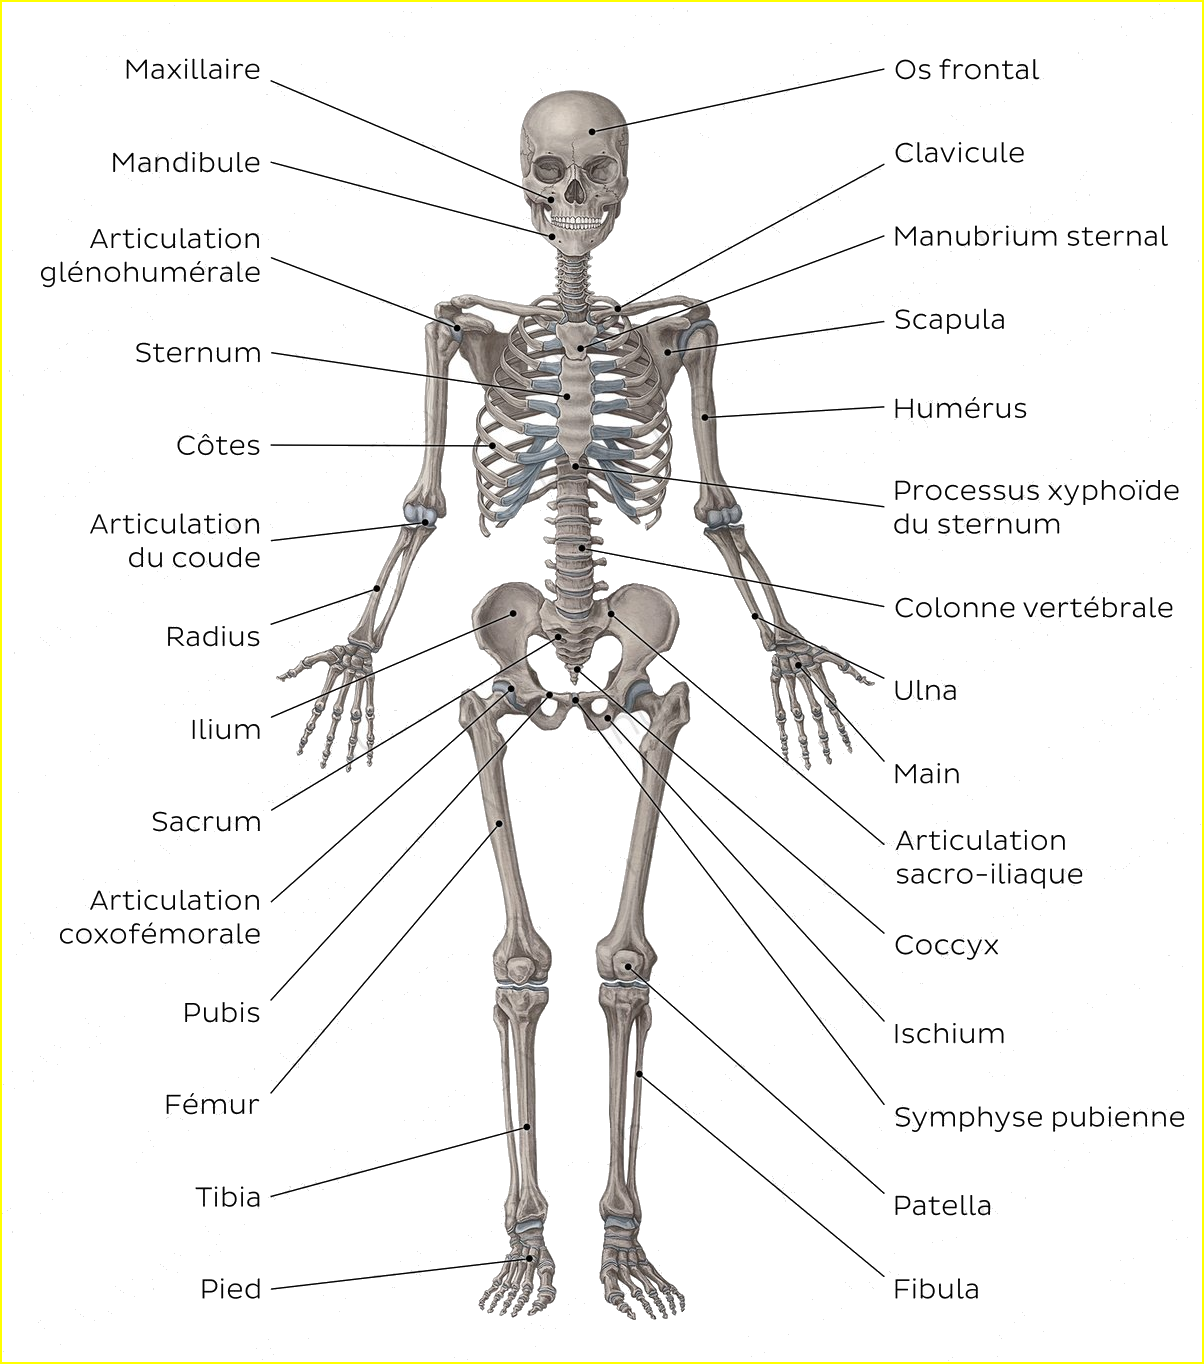 Maxillaire
Mandibule
Articulation
glénohumérale
Sternum
Côtes
Articulation
du coude
Radius
Ilium
Sacrum
Articulation
coxofémorale
Pubis
Fémur
Tibia
Pied
Os frontal
Clavicule
Manubrium sternal
Scapula
Humérus
Processus xyphoïde
du sternum
Colonne vertébrale
Ulna
Main
Articulation
sacro-iliaque
Coccyx
Ischium
Symphyse pubienne
Patella
Fibula